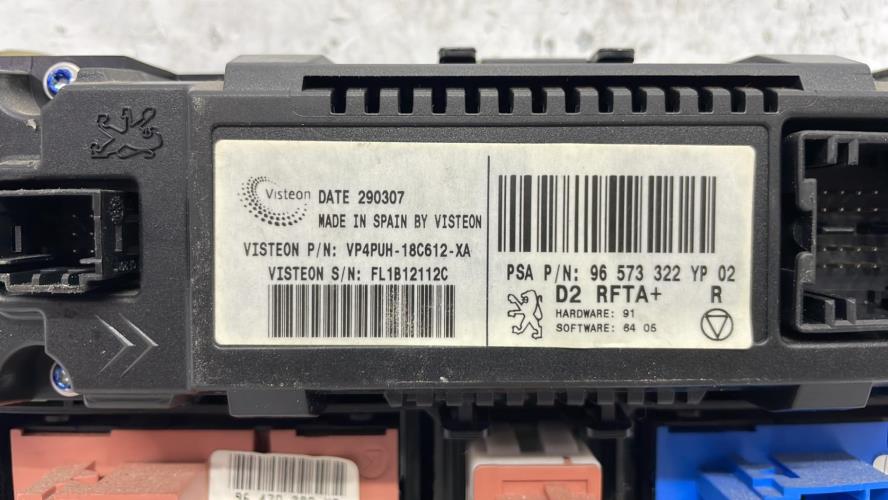 Visteon
DATE 290307
MADE IN SPAIN BY VISTEON
VISTEON P/N: VP4PUH-18C612-XA
VISTEON S/N: FL1B12112C
PSA P/N: 96 573 322 YP 02
D2 RFTA+ R
HARDWARE: 91
SOFTWARE: 64 05